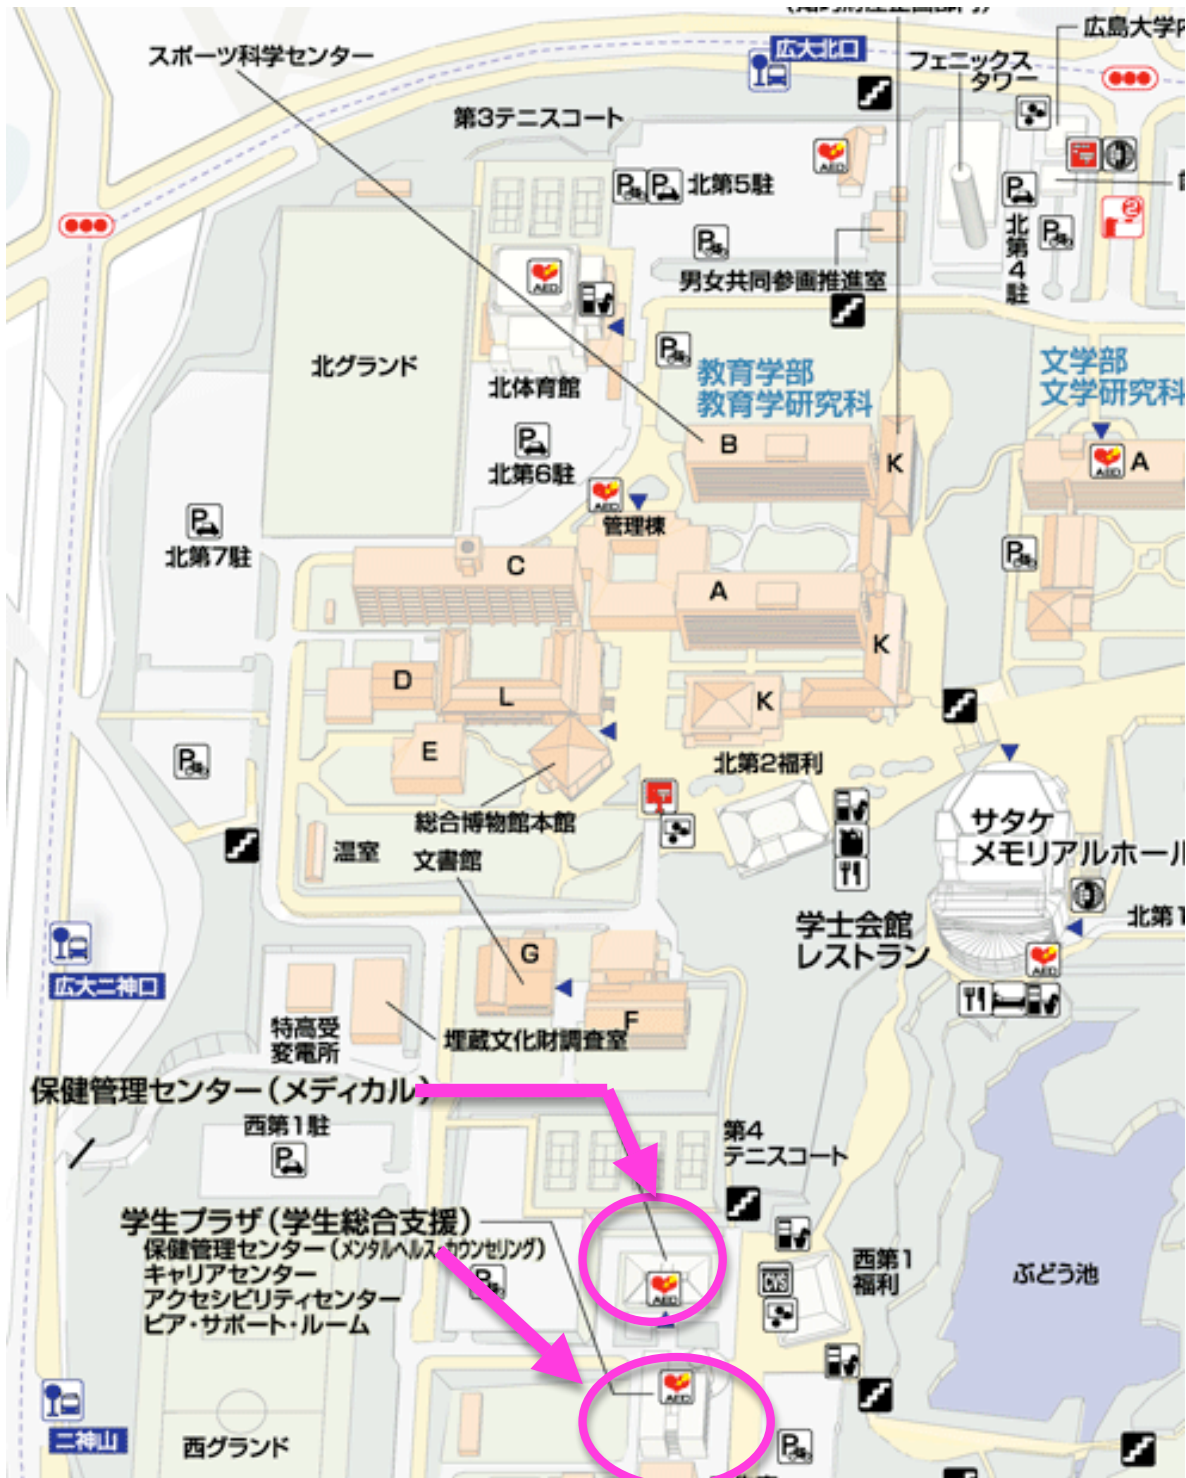 スポーツ科学センター
広大北口
広島大学
フェニックス
タワー
第3テニスコート
AED
北第5駐
北第4駐
男女共同参画推進室
AED
北グランド
北体育館
教育学部
教育学研究科
文学部
文学研究科
B
K
AED
A
北第6駐
AED
管理棟
北第7駐
C
A
K
D
L
K
E
北第2福利
総合博物館本館
文書館
温室
サタケ
メモリアルホール
北第1
学士会館
レストラン
AED
広大二神口
G
F
特高受
変電所
埋蔵文化財調査室
保健管理センター(メディカル)
西第1駐
第4
テニスコート
学生プラザ(学生総合支援)
保健管理センター(メンタルヘルス・カウンセリング)
キャリアセンター
アクセシビリティセンター
ピア・サポート・ルーム
AED
CVS
西第1
福利
ぶどう池
AED
二神山
西グランド